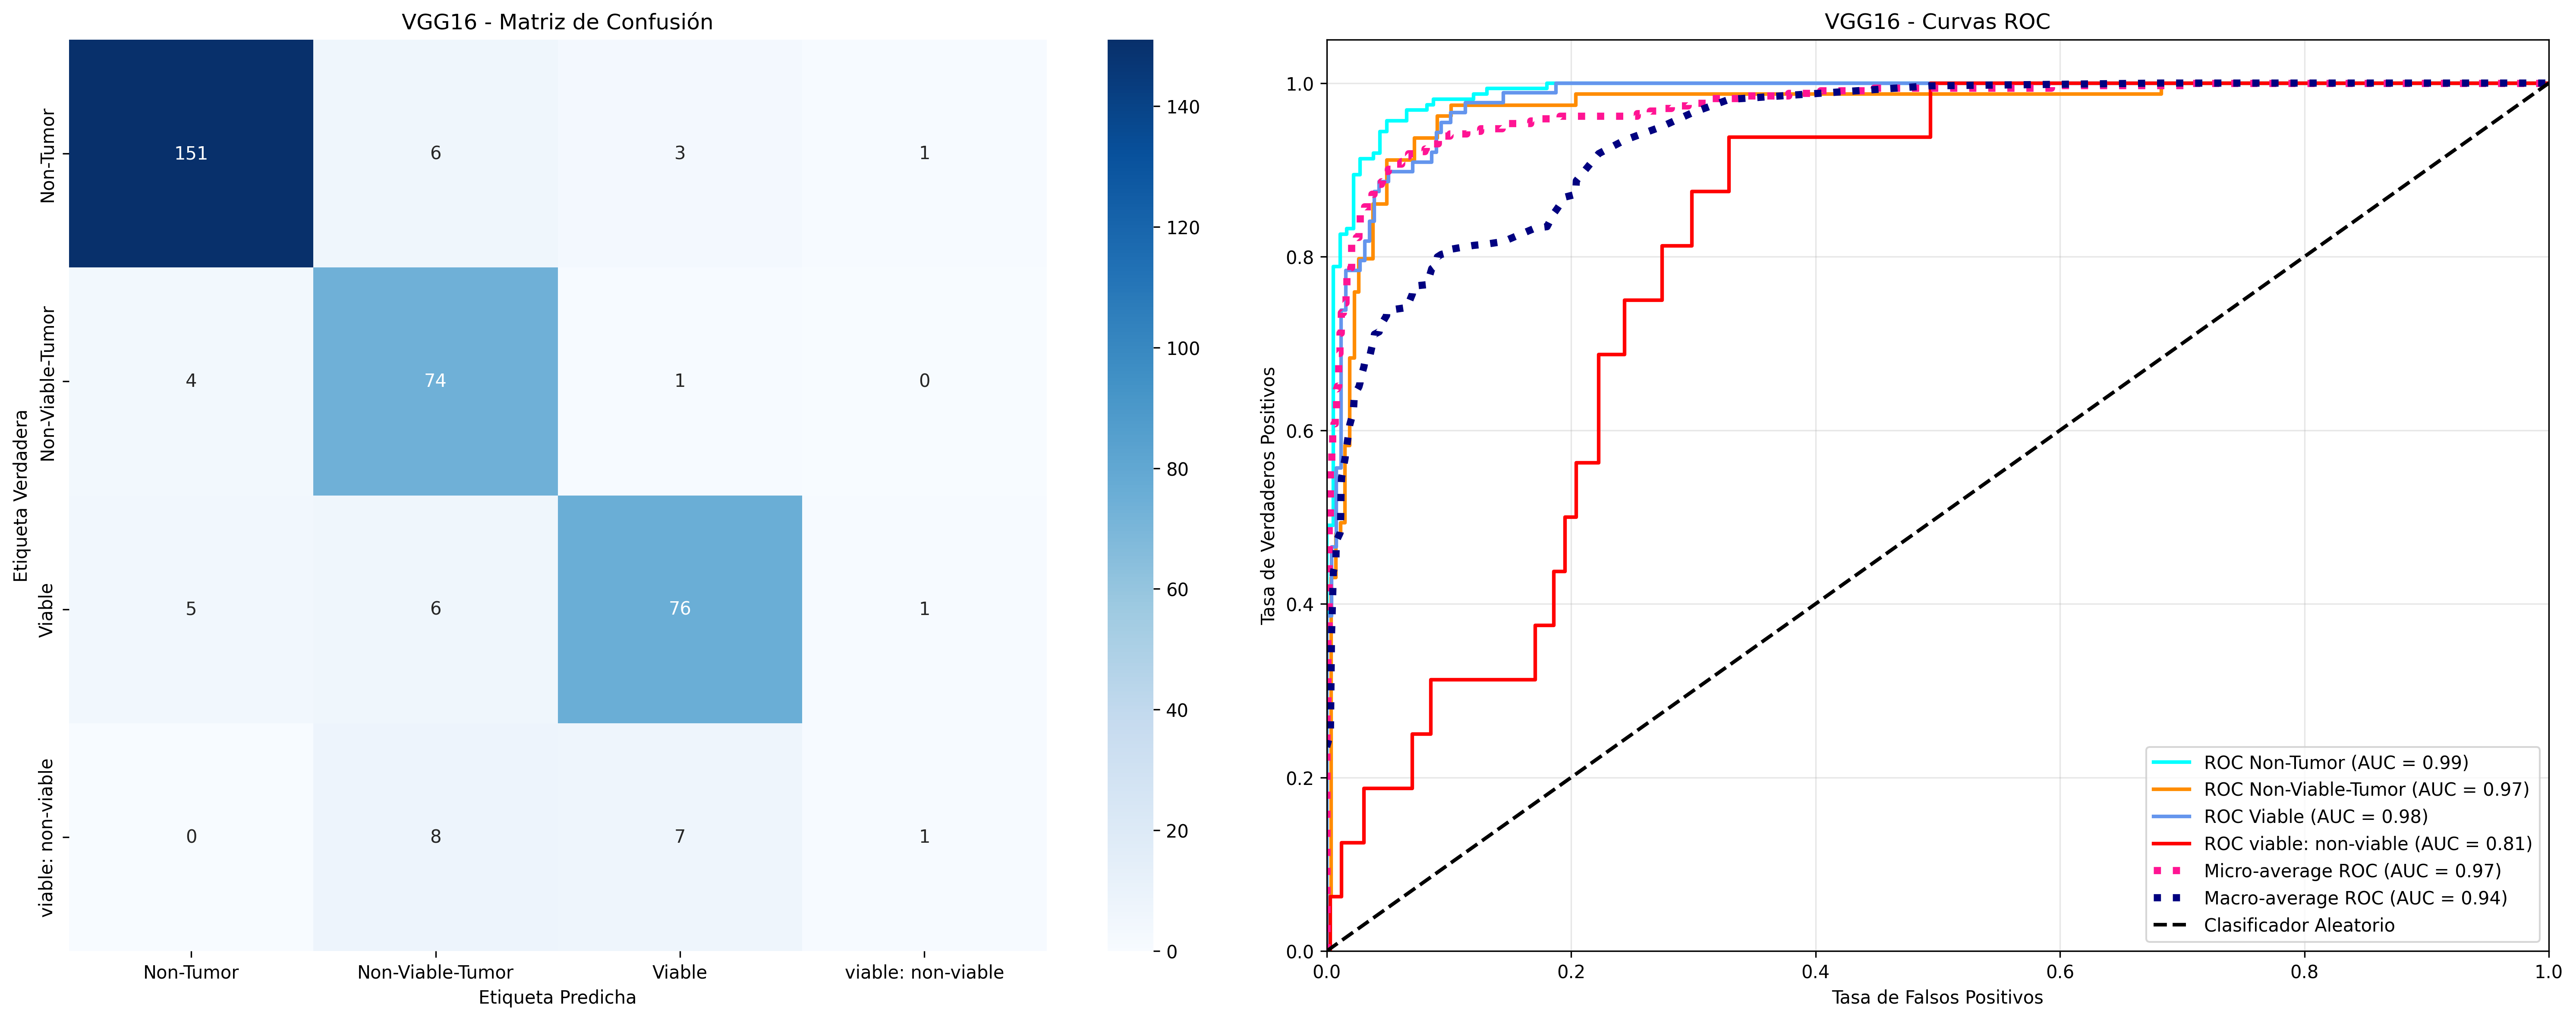 VGG16 - Matriz de Confusión
Etiqueta Verdadera
Non-Tumor
151 6 3 1
Non-Viable-Tumor
4 74 1 0
Viable
5 6 76 1
viable: non-viable
0 8 7 1
Non-Tumor Non-Viable-Tumor Viable viable: non-viable
Etiqueta Predicha
140
120
100
80
60
40
20
0
VGG16 - Curvas ROC
Tasa de Verdaderos Positivos
1.0
0.8
0.6
0.4
0.2
0.0
ROC Non-Tumor (AUC = 0.99)
ROC Non-Viable-Tumor (AUC = 0.97)
ROC Viable (AUC = 0.98)
ROC viable: non-viable (AUC = 0.81)
Micro-average ROC (AUC = 0.97)
Macro-average ROC (AUC = 0.94)
Clasificador Aleatorio
0.0 0.2 0.4 0.6 0.8 1.0
Tasa de Falsos Positivos